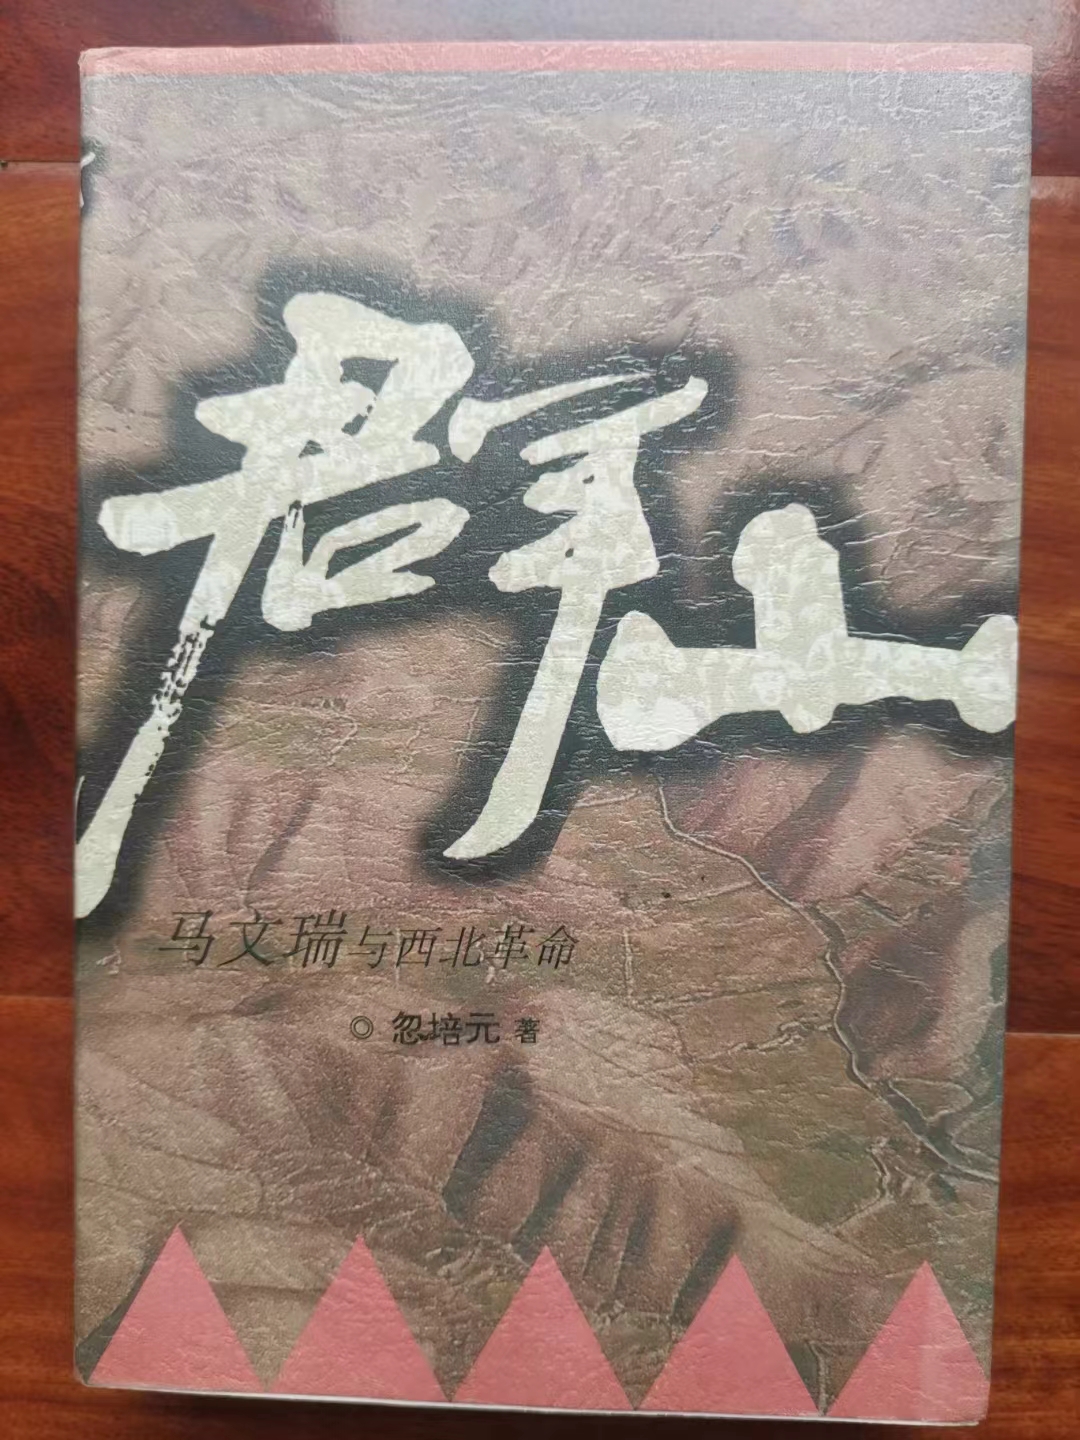 群山
马文瑞与西北革命
◎ 忽培元 著